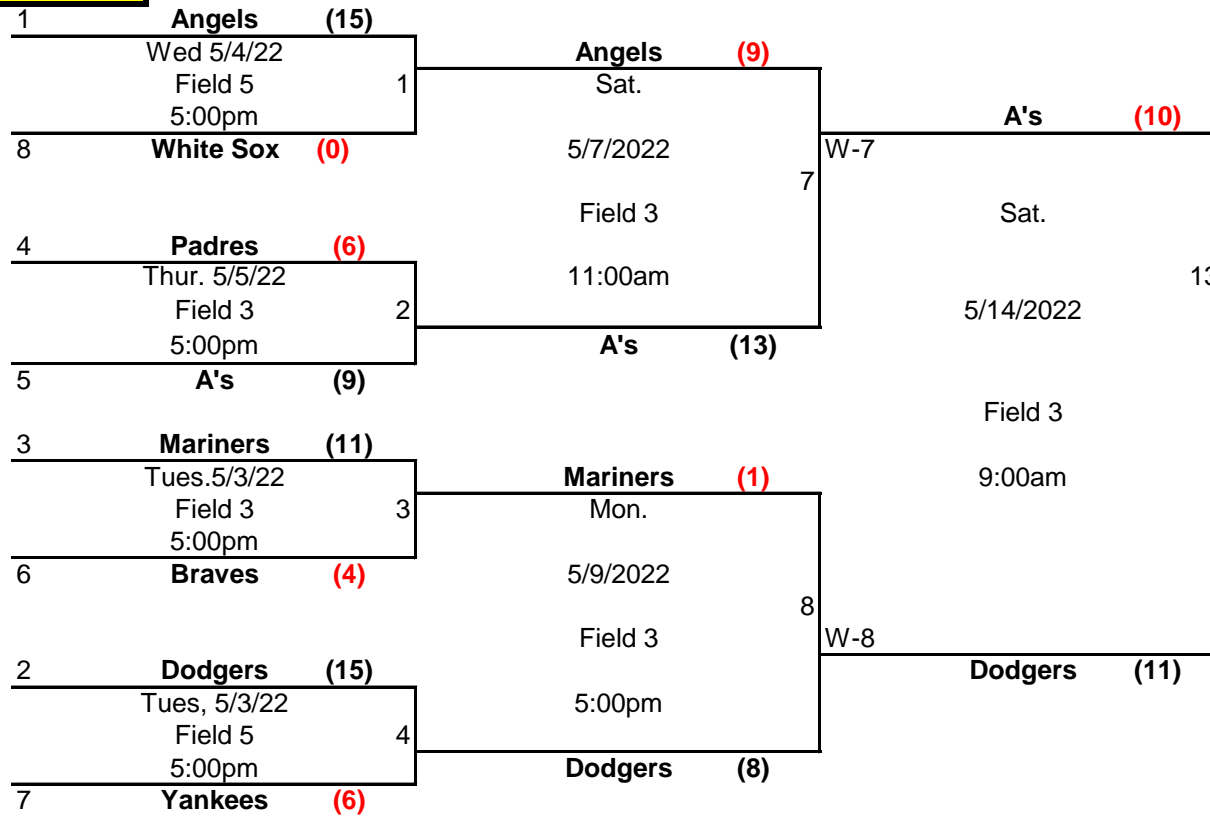 1 Angels (15)
Wed 5/4/22 Angels (9)
Field 5 1 Sat.
5:00pm A's (10)
8 White Sox (0) 5/7/2022 W-7
7
Field 3 Sat.
4 Padres (6)
Thur. 5/5/22 11:00am 13
Field 3 2 5/14/2022
5:00pm A's (13)
5 A's (9)
Field 3
3 Mariners (11)
Tues.5/3/22 Mariners (1) 9:00am
Field 3 3 Mon.
5:00pm
6 Braves (4) 5/9/2022
8
Field 3 W-8
2 Dodgers (15) Dodgers (11)
Tues, 5/3/22 5:00pm
Field 5 4
5:00pm Dodgers (8)
7 Yankees (6)